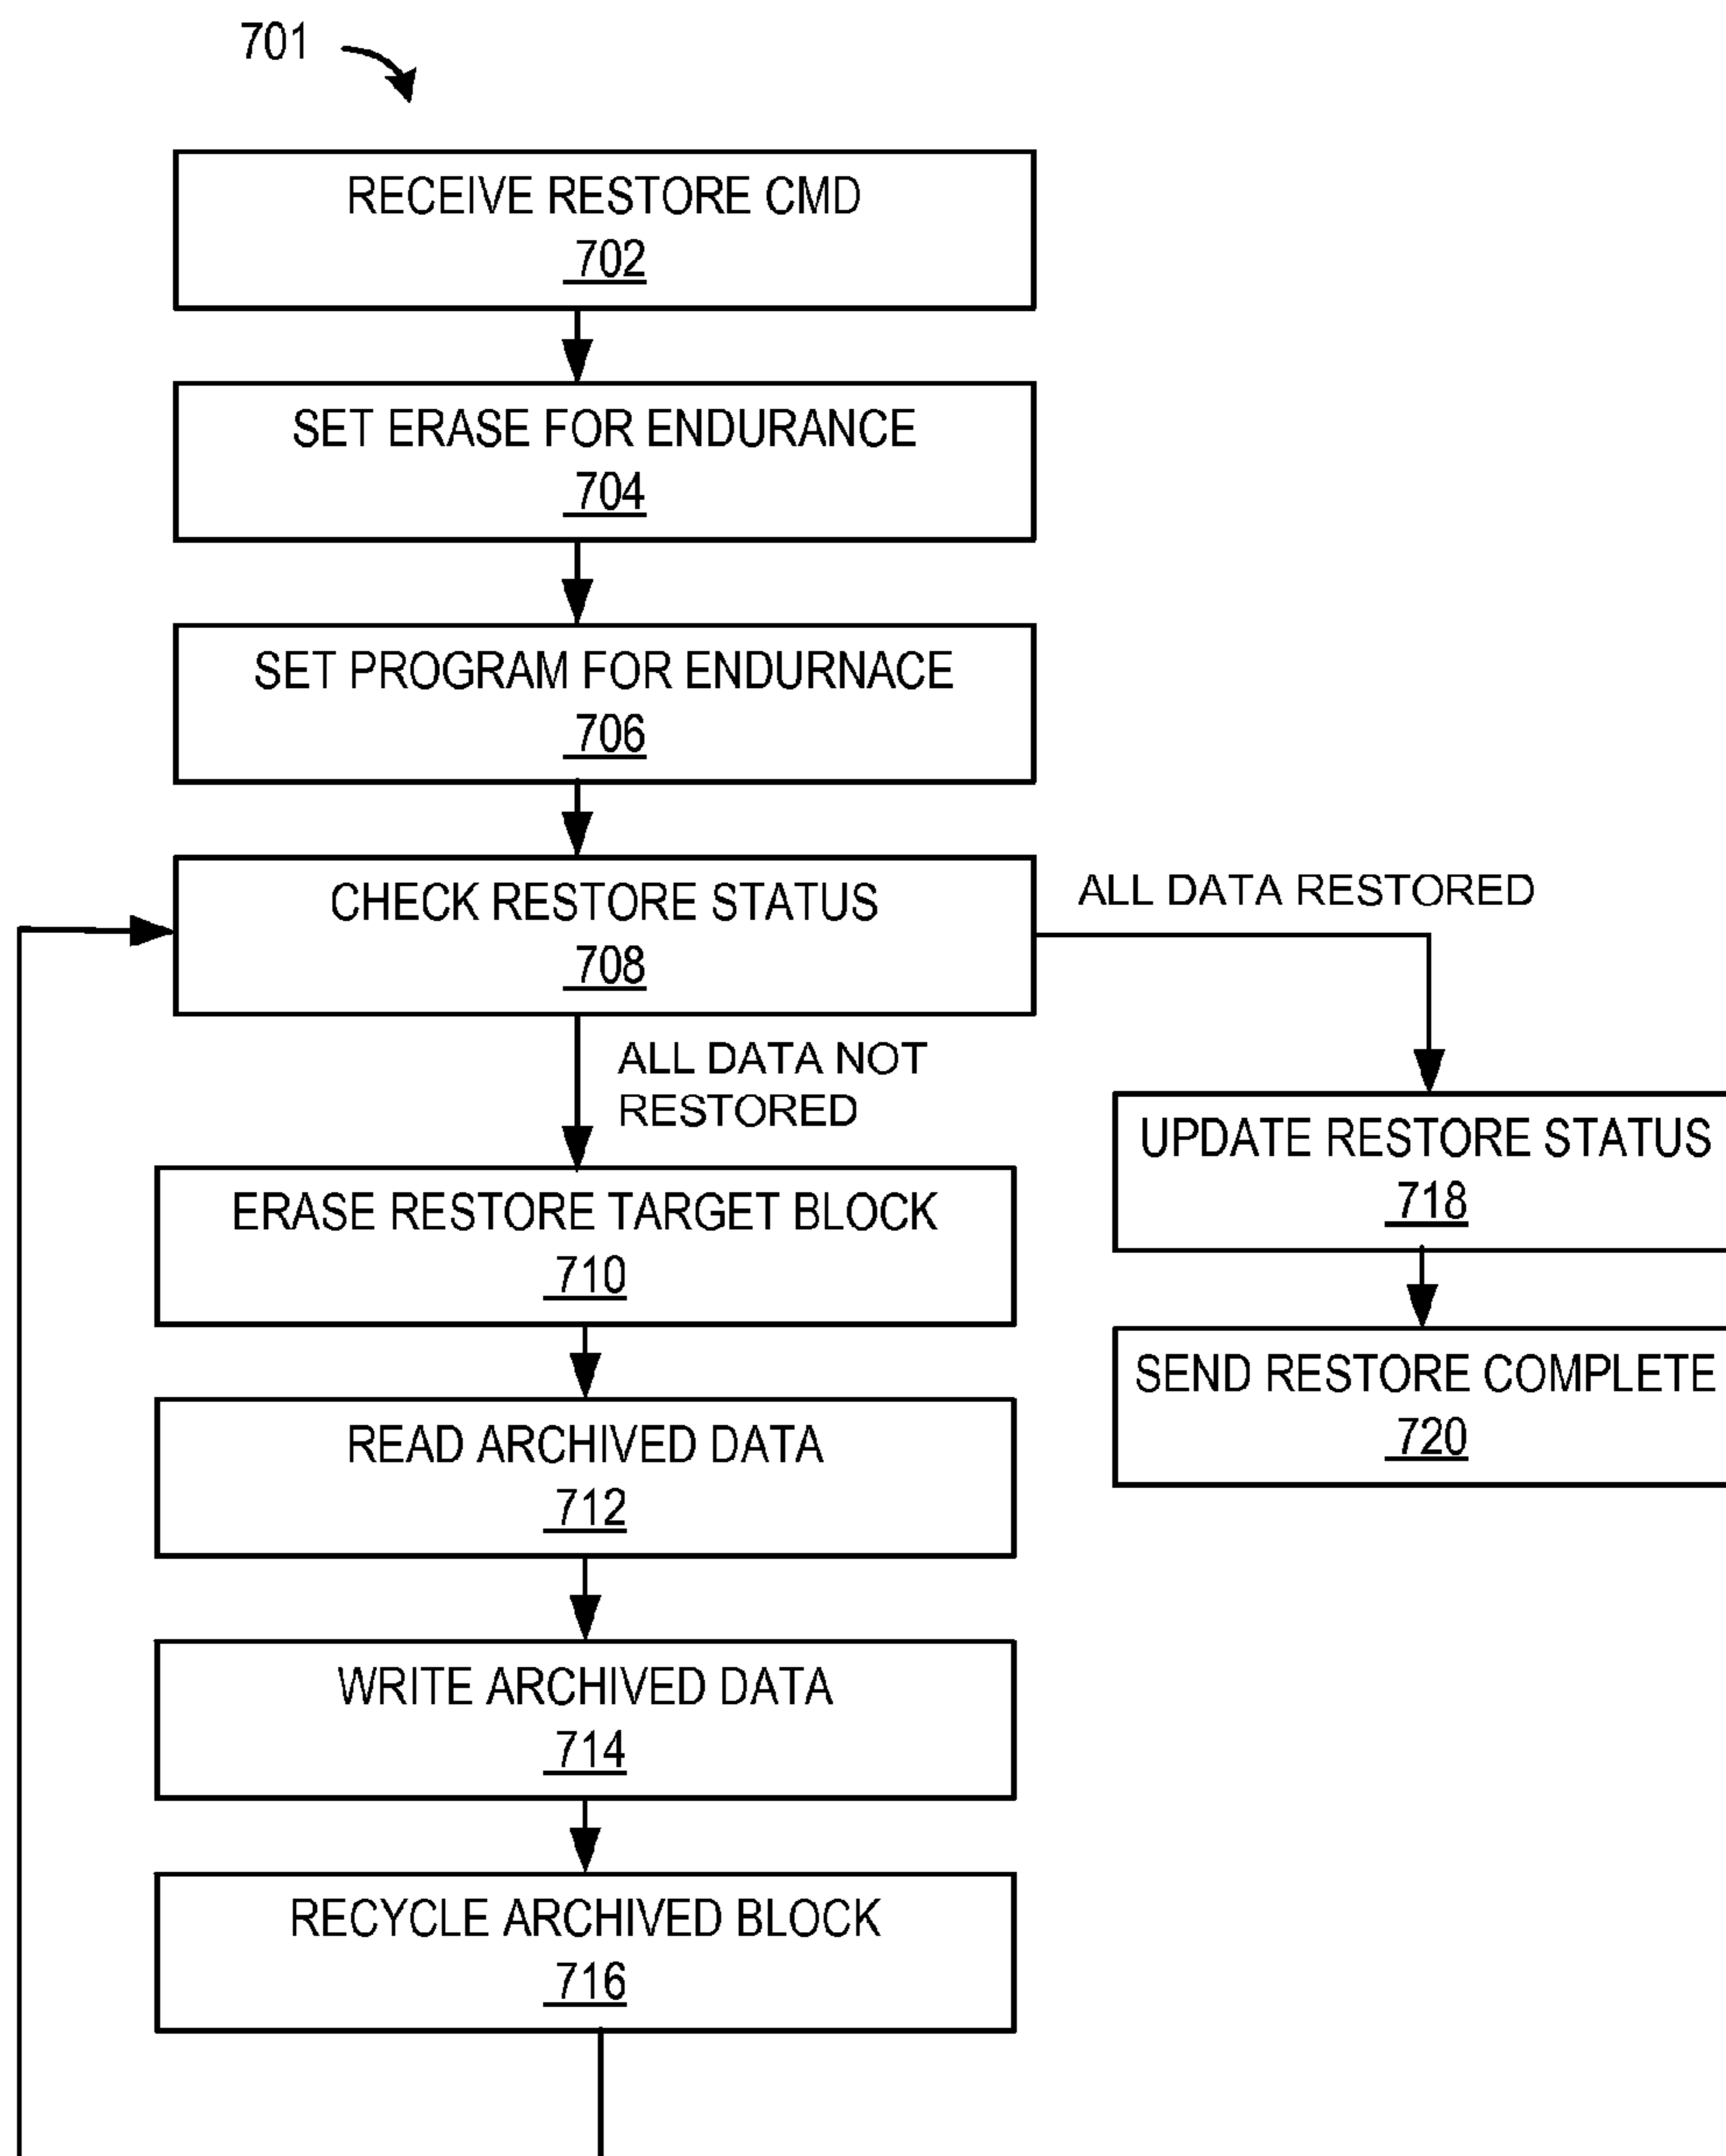 701
RECEIVE RESTORE CMD
702
SET ERASE FOR ENDURANCE
704
SET PROGRAM FOR ENDURNACE
706
CHECK RESTORE STATUS
708
ALL DATA RESTORED
ALL DATA NOT
RESTORED
UPDATE RESTORE STATUS
718
ERASE RESTORE TARGET BLOCK
710
SEND RESTORE COMPLETE
720
READ ARCHIVED DATA
712
WRITE ARCHIVED DATA
714
RECYCLE ARCHIVED BLOCK
716